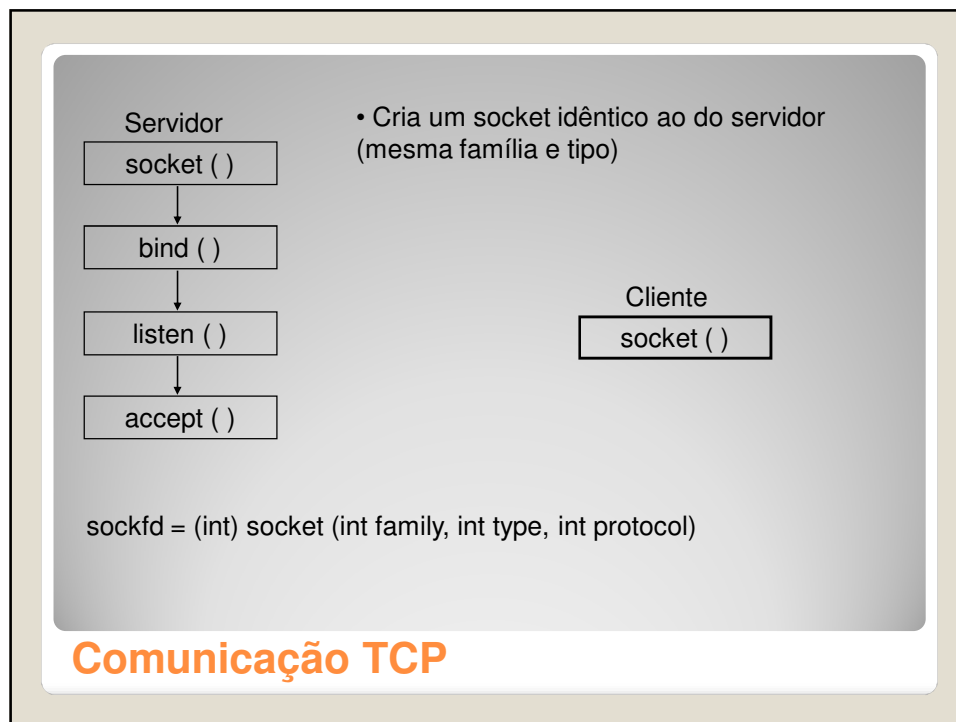 Servidor
socket ( )
bind ( )
listen ( )
accept ( )
• Cria um socket idêntico ao do servidor
(mesma família e tipo)
Cliente
socket ( )
sockfd = (int) socket (int family, int type, int protocol)
Comunicação TCP